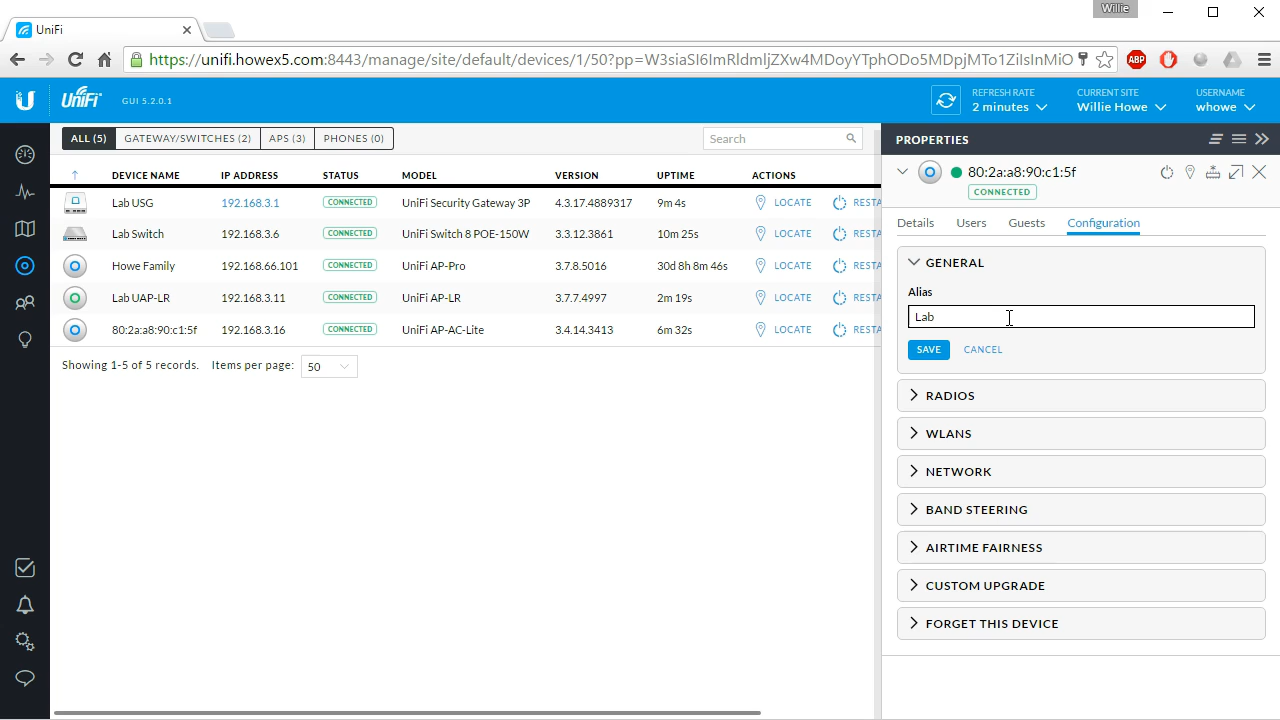 Willie
UniFi
https://unifi.howex5.com:8443/manage/site/default/devices/1/50?pp=W3siaSI6ImRldmljZXw4MDoyYTphODo5MDpjMTo1ZiIsInMiO
ABP
UniFi GUI 5.2.0.1
REFRESH RATE CURRENT SITE USERNAME
2 minutes Willie Howe whowe
ALL (5) GATEWAY/SWITCHES (2) APS (3) PHONES (0) Search
DEVICE NAME IP ADDRESS STATUS MODEL VERSION UPTIME ACTIONS
Lab USG 192.168.3.1 CONNECTED UniFi Security Gateway 3P 4.3.17.4889317 9m 4s LOCATE RESTA
Lab Switch 192.168.3.6 CONNECTED UniFi Switch 8 POE-150W 3.3.12.3861 10m 25s LOCATE RESTA
Howe Family 192.168.66.101 CONNECTED UniFi AP-Pro 3.7.8.5016 30d 8h 8m 46s LOCATE RESTA
Lab UAP-LR 192.168.3.11 CONNECTED UniFi AP-LR 3.7.7.4997 2m 19s LOCATE RESTA
80:2a:a8:90:c1:5f 192.168.3.16 CONNECTED UniFi AP-AC-Lite 3.4.14.3413 6m 32s LOCATE RESTA
Showing 1-5 of 5 records. Items per page: 50
PROPERTIES
80:2a:a8:90:c1:5f
CONNECTED
Details Users Guests Configuration
GENERAL
Alias
Lab
SAVE CANCEL
RADIOS
WLANS
NETWORK
BAND STEERING
AIRTIME FAIRNESS
CUSTOM UPGRADE
FORGET THIS DEVICE